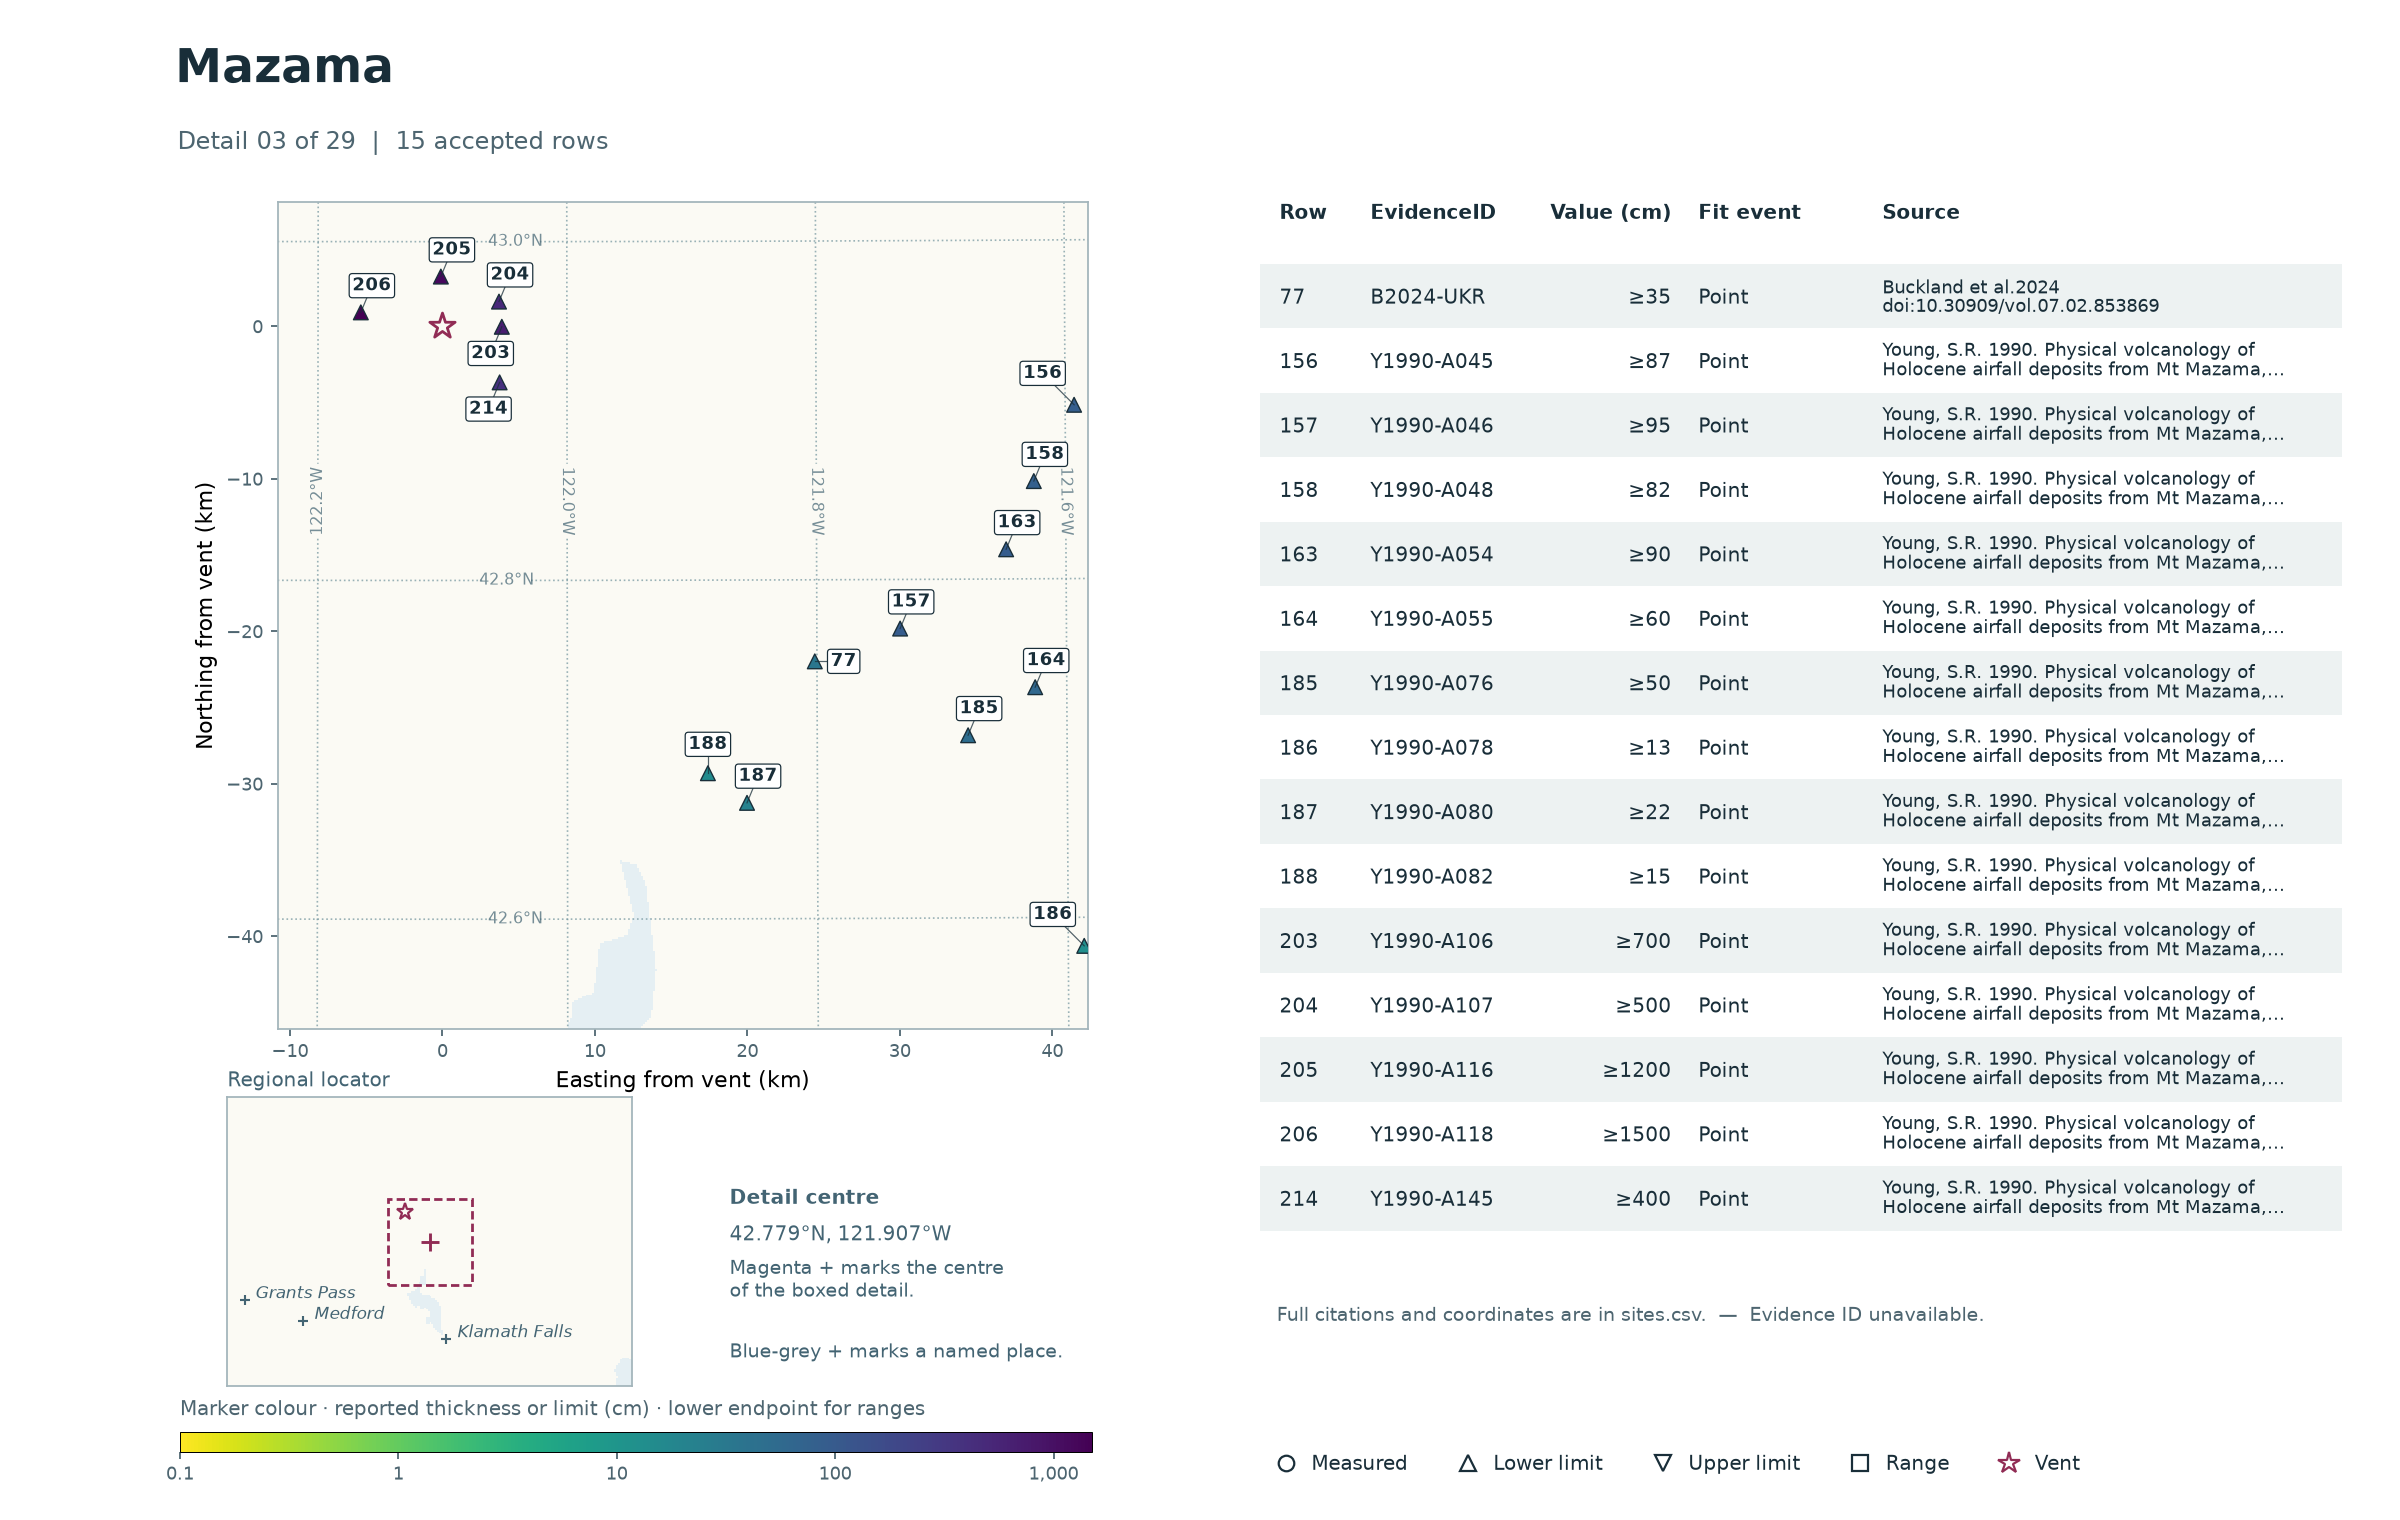 Mazama
Detail 03 of 29 | 15 accepted rows
43.0°N
42.8°N
42.6°N
122.2°W
122.0°W
121.8°W
121.6°W
205
206
204
203
214
156
158
163
157
77
164
185
188
187
186
0
−10
−20
−30
−40
Northing from vent (km)
−10
0
10
20
30
40
Easting from vent (km)
Regional locator
Grants Pass
Medford
Klamath Falls
Detail centre
42.779°N, 121.907°W
Magenta + marks the centre
of the boxed detail.
Blue-grey + marks a named place.
Marker colour · reported thickness or limit (cm) · lower endpoint for ranges
0.1
1
10
100
1,000
Row EvidenceID Value (cm) Fit event Source
77 B2024-UKR ≥35 Point Buckland et al.2024
doi:10.30909/vol.07.02.853869
156 Y1990-A045 ≥87 Point Young, S.R. 1990. Physical volcanology of
Holocene airfall deposits from Mt Mazama,…
157 Y1990-A046 ≥95 Point Young, S.R. 1990. Physical volcanology of
Holocene airfall deposits from Mt Mazama,…
158 Y1990-A048 ≥82 Point Young, S.R. 1990. Physical volcanology of
Holocene airfall deposits from Mt Mazama,…
163 Y1990-A054 ≥90 Point Young, S.R. 1990. Physical volcanology of
Holocene airfall deposits from Mt Mazama,…
164 Y1990-A055 ≥60 Point Young, S.R. 1990. Physical volcanology of
Holocene airfall deposits from Mt Mazama,…
185 Y1990-A076 ≥50 Point Young, S.R. 1990. Physical volcanology of
Holocene airfall deposits from Mt Mazama,…
186 Y1990-A078 ≥13 Point Young, S.R. 1990. Physical volcanology of
Holocene airfall deposits from Mt Mazama,…
187 Y1990-A080 ≥22 Point Young, S.R. 1990. Physical volcanology of
Holocene airfall deposits from Mt Mazama,…
188 Y1990-A082 ≥15 Point Young, S.R. 1990. Physical volcanology of
Holocene airfall deposits from Mt Mazama,…
203 Y1990-A106 ≥700 Point Young, S.R. 1990. Physical volcanology of
Holocene airfall deposits from Mt Mazama,…
204 Y1990-A107 ≥500 Point Young, S.R. 1990. Physical volcanology of
Holocene airfall deposits from Mt Mazama,…
205 Y1990-A116 ≥1200 Point Young, S.R. 1990. Physical volcanology of
Holocene airfall deposits from Mt Mazama,…
206 Y1990-A118 ≥1500 Point Young, S.R. 1990. Physical volcanology of
Holocene airfall deposits from Mt Mazama,…
214 Y1990-A145 ≥400 Point Young, S.R. 1990. Physical volcanology of
Holocene airfall deposits from Mt Mazama,…
Full citations and coordinates are in sites.csv. — Evidence ID unavailable.
Measured Lower limit Upper limit Range Vent